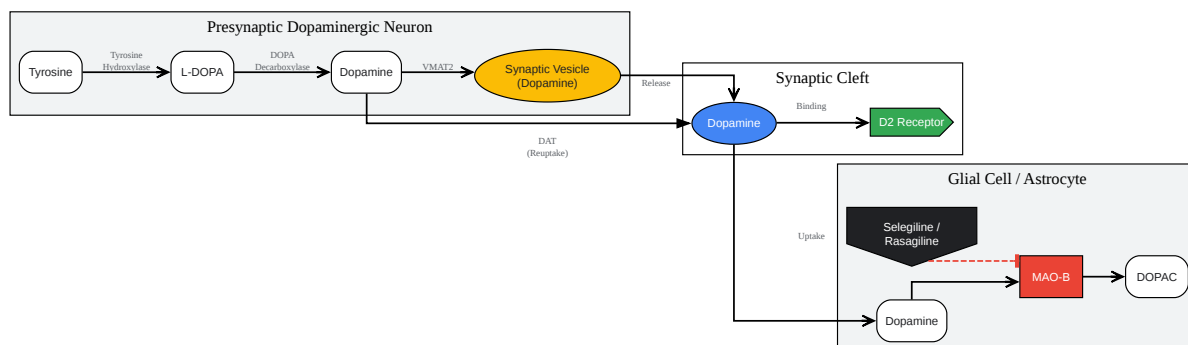 Presynaptic Dopaminergic Neuron
Tyrosine
Tyrosine
Hydroxylase
L-DOPA
DOPA
Decarboxylase
Dopamine
VMAT2
Synaptic Vesicle
(Dopamine)
Release
DAT
(Reuptake)
Synaptic Cleft
Dopamine
Binding
D2 Receptor
Uptake
Glial Cell / Astrocyte
Selegiline /
Rasagiline
Dopamine
MAO-B
DOPAC